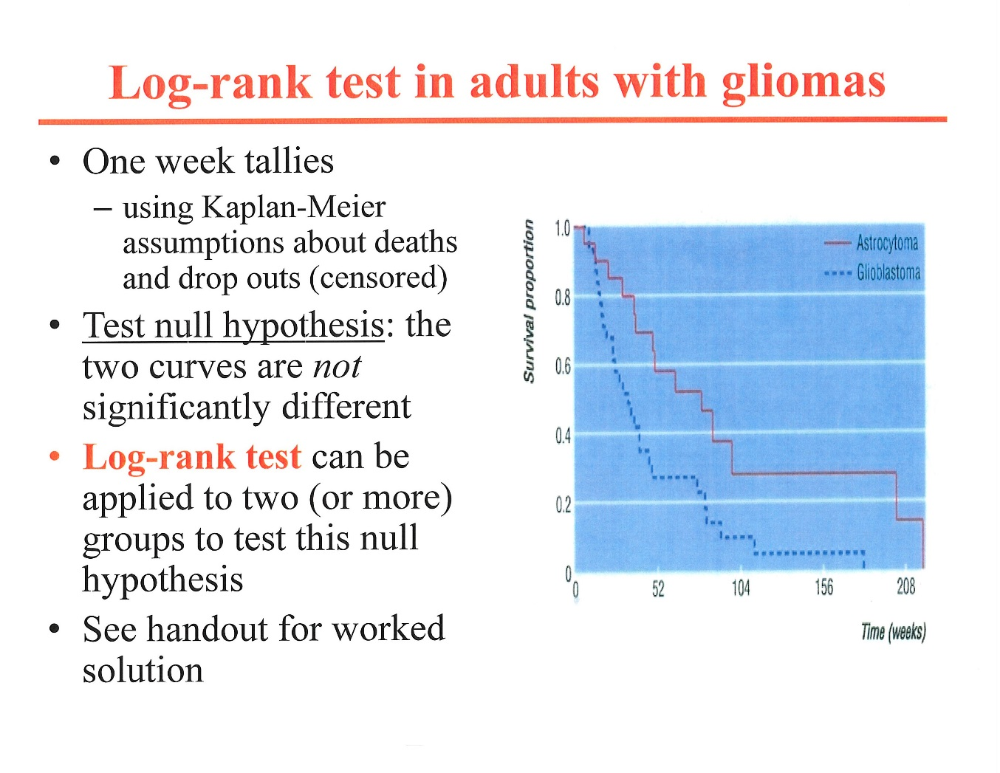 Log-rank test in adults with gliomas
• One week tallies
– using Kaplan-Meier
assumptions about deaths
and drop outs (censored)
• Test null hypothesis: the
two curves are not
significantly different
• Log-rank test can be
applied to two (or more)
groups to test this null
hypothesis
• See handout for worked
solution
Survival proportion
1.0
0.8
0.6
0.4
0.2
0
Astrocytoma
Glioblastoma
0 52 104 156 208
Time (weeks)